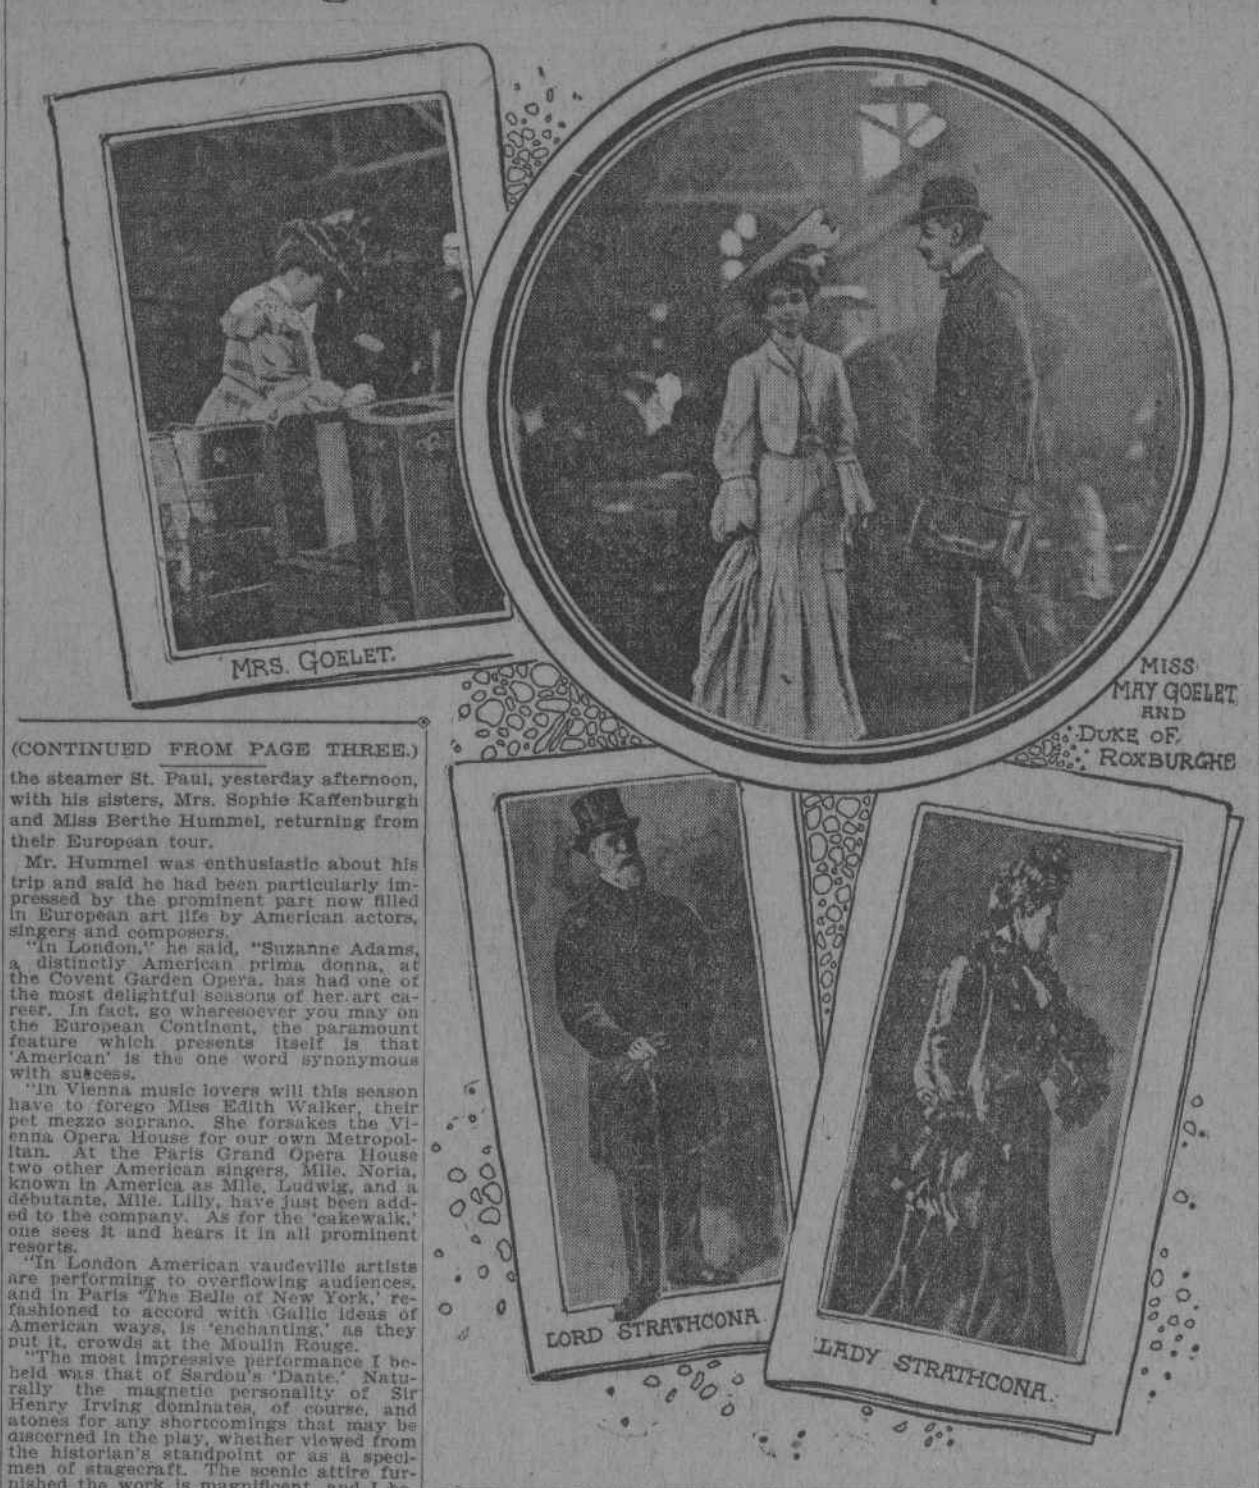 MRS. GOELET.
MISS
MAY GOELET
AND
DUKE OF
ROXBURGHE
(CONTINUED FROM PAGE THREE.)
the steamer St. Paul, yesterday afternoon,
with his sisters, Mrs. Sophie Kaffenburgh
and Miss Berthe Hummel, returning from
their European tour.
Mr. Hummel was enthusiastic about his
trip and said he had been particularly im-
pressed by the prominent part now filled
in European art life by American actors,
singers and composers.
"In London," he said, "Suzanne Adams,
a distinctly American prima donna, at
the Covent Garden Opera, has had one of
the most delightful seasons of her art ca-
reer. In fact, go wheresoever you may on
the European Continent, the paramount
feature which presents itself is that
'American' is the one word synonymous
with success.
"In Vienna music lovers will this season
have to forego Miss Edith Walker, their
pet mezzo soprano. She forsakes the Vi-
enna Opera House for our own Metropol-
itan. At the Paris Grand Opera House
two other American singers, Mlle. Noria,
known in America as Mlle. Ludwig, and a
débutante, Mlle. Lilly, have just been add-
ed to the company. As for the 'cakewalk,'
one sees it and hears it in all prominent
resorts.
"In London American vaudeville artists
are performing to overflowing audiences,
and in Paris 'The Belle of New York,' re-
fashioned to accord with Gallic ideas of
American ways, is 'enchanting,' as they
put it, crowds at the Moulin Rouge.
"The most impressive performance I be-
held was that of Sardou's 'Dante.' Natu-
rally the magnetic personality of Sir
Henry Irving dominates, of course, and
atones for any shortcomings that may be
discerned in the play, whether viewed from
the historian's standpoint or as a speci-
men of stagecraft. The scenic attire fur-
nished the work is magnificent, and I be-
LORD STRATHCONA.
LADY STRATHCONA.